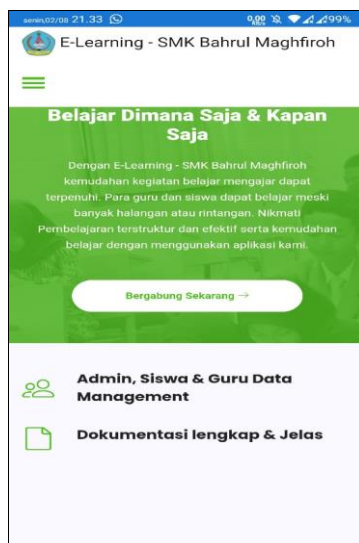 senin,02/08 21.33 99%
E-Learning - SMK Bahrul Maghfiroh
Belajar Dimana Saja & Kapan
Saja
Dengan E-Learning - SMK Bahrul Maghfiroh
kemudahan kegiatan belajar mengajar dapat
terpenuhi. Para guru dan siswa dapat belajar meski
banyak halangan atau rintangan. Nikmati
Pembelajaran terstruktur dan efektif serta kemudahan
belajar dengan menggunakan aplikasi kami.
Bergabung Sekarang →
Admin, Siswa & Guru Data
Management
Dokumentasi lengkap & Jelas